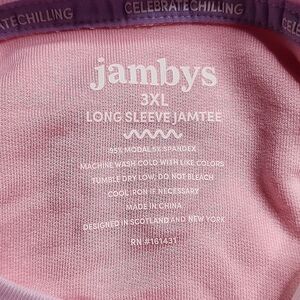 CELEBRATECHILLING CELEBRATECHILLING
jambys
3XL
LONG SLEEVE JAMTEE
95% MODAL 5% SPANDEX
MACHINE WASH COLD WITH LIKE COLORS
TUMBLE DRY LOW, DO NOT BLEACH
COOL IRON IF NECESSARY
MADE IN CHINA
DESIGNED IN SCOTLAND AND NEW YORK
RN #161431